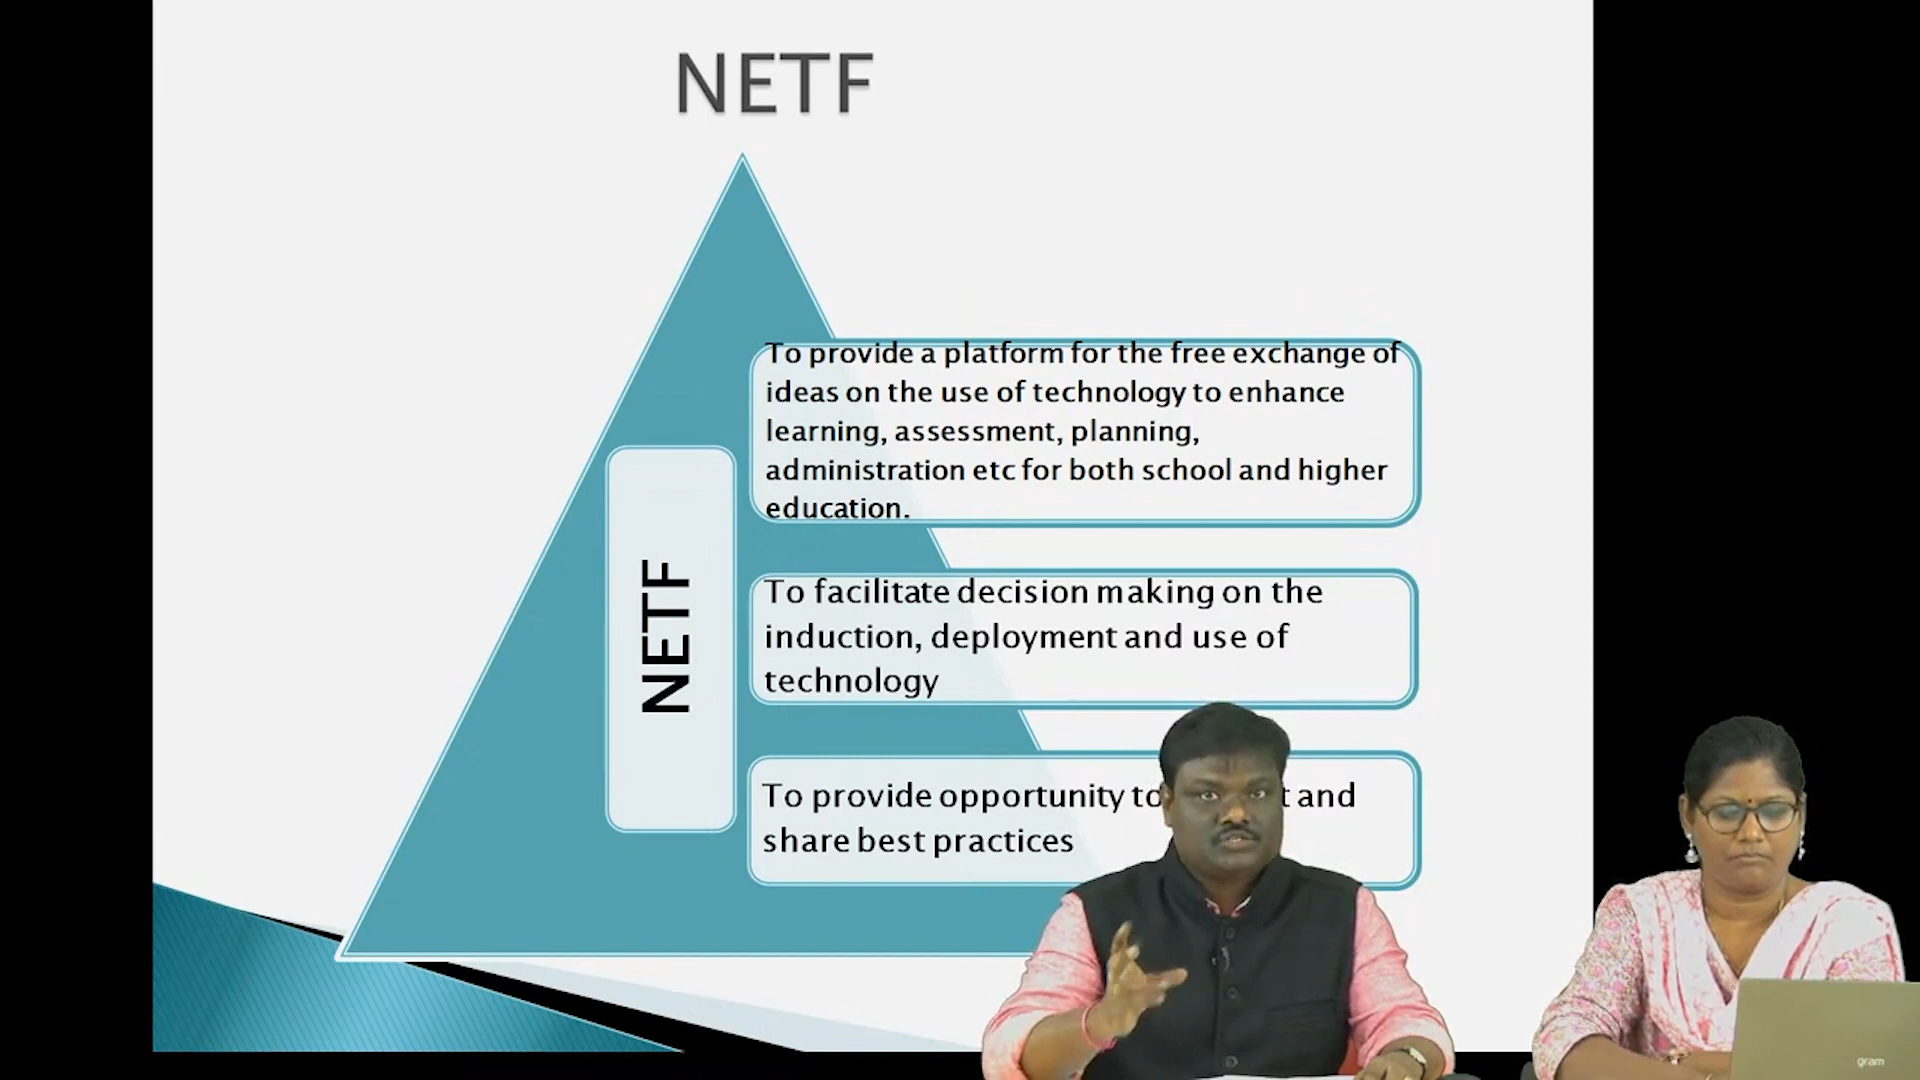 NETF
NETF
To provide a platform for the free exchange of
ideas on the use of technology to enhance
learning, assessment, planning,
administration etc for both school and higher
education.
To facilitate decision making on the
induction, deployment and use of
technology
To provide opportunity to and
share best practices
gram